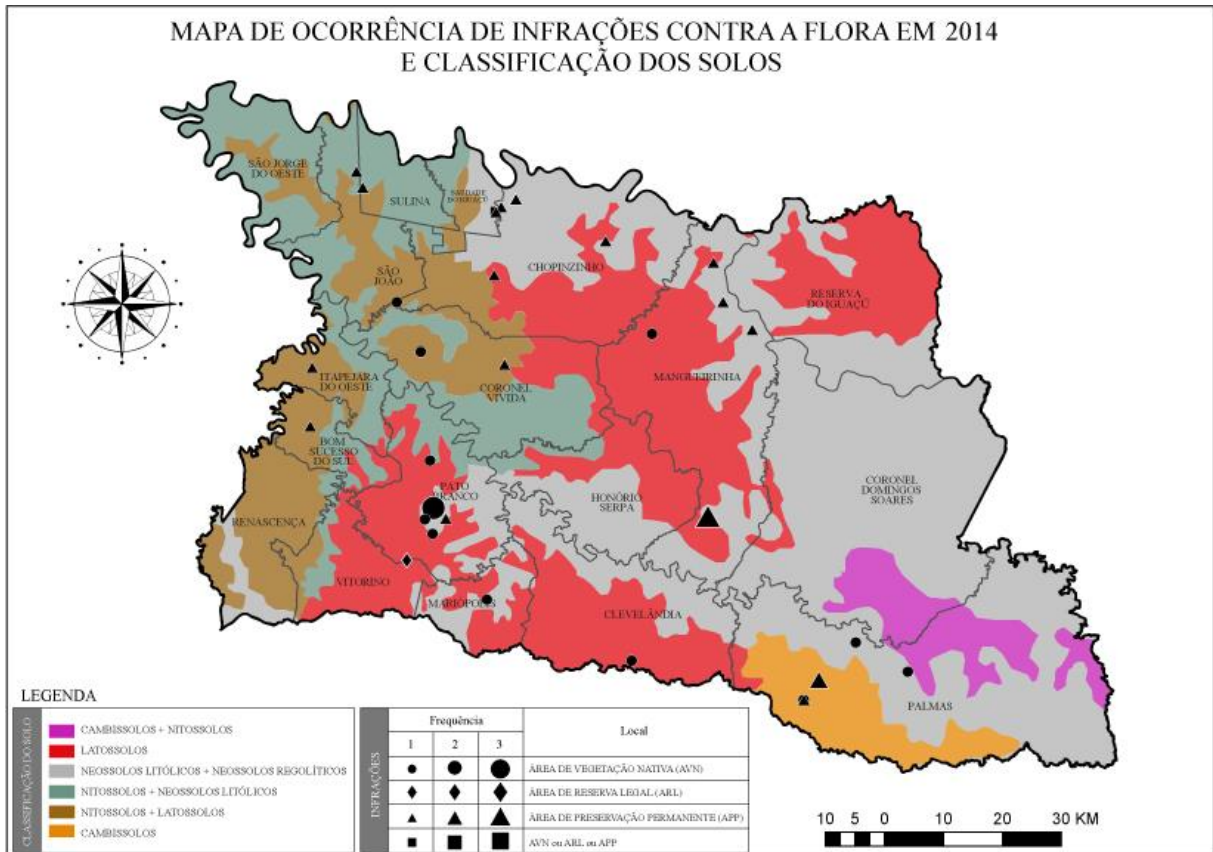 MAPA DE OCORRÊNCIA DE INFRAÇÕES CONTRA A FLORA EM 2014
E CLASSIFICAÇÃO DOS SOLOS
SÃO JORGE
DO OESTE
SULINA
SAUDADE
DO IGUAÇÚ
CHOPINZINHO
SÃO
JOÃO
RESERVA
DO IGUAÇÚ
ITAPEJARA
DO OESTE
CORONEL
VIVIDA
MANGUEIRINHA
BOM
SUCESSO
DO SUL
PATO
BRANCO
HONÓRIO
SERPA
CORONEL
DOMINGOS
SOARES
RENASCENÇA
VITORINO
MARIÓPOLIS
CLEVELÂNDIA
PALMAS
LEGENDA
CLASSIFICAÇÃO DO SOLO
CAMBISSOLOS + NITOSSOLOS
LATOSSOLOS
NEOSSOLOS LITÓLICOS + NEOSSOLOS REGOLÍTICOS
NITOSSOLOS + NEOSSOLOS LITÓLICOS
NITOSSOLOS + LATOSSOLOS
CAMBISSOLOS
INFRAÇÕES
Frequência
Local
1 2 3
ÁREA DE VEGETAÇÃO NATIVA (AVN)
ÁREA DE RESERVA LEGAL (ARL)
ÁREA DE PRESERVAÇÃO PERMANENTE (APP)
AVN ou ARL ou APP
10 5 0 10 20 30 KM